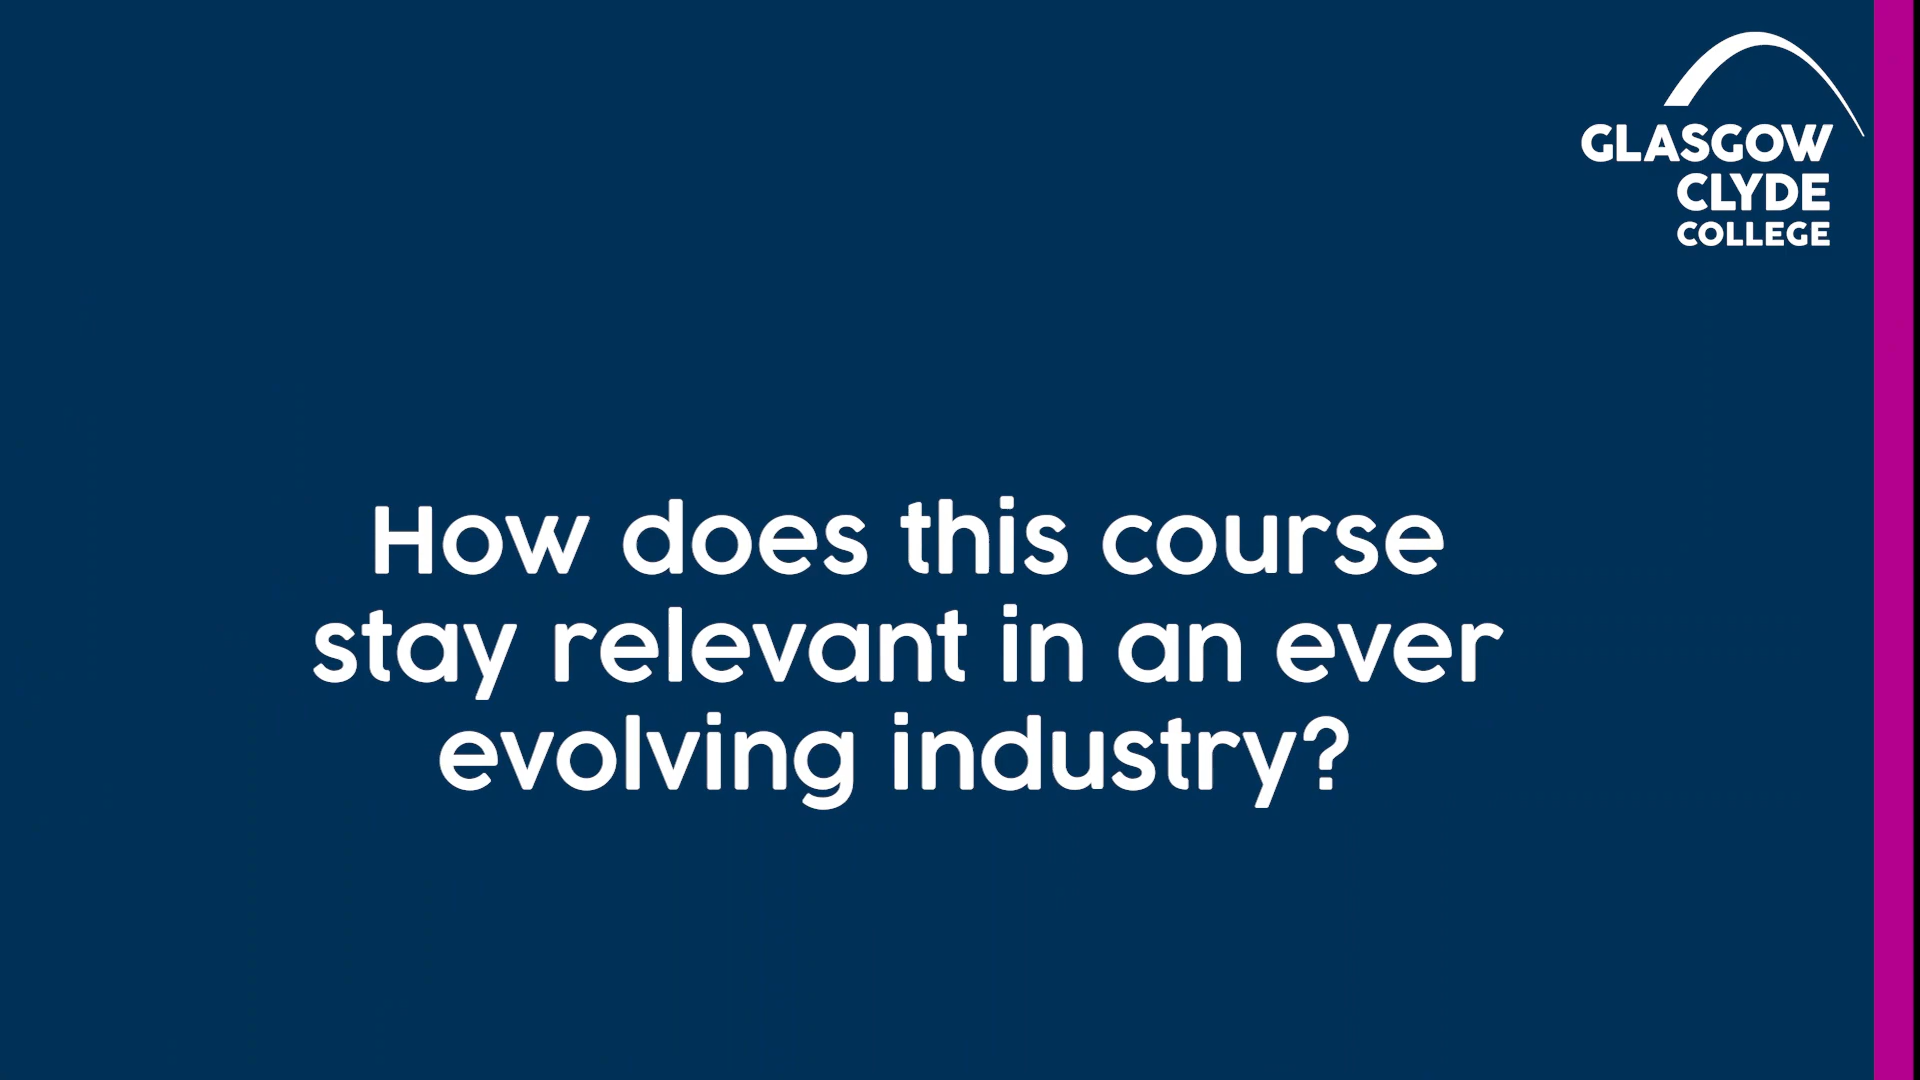 GLASGOW
CLYDE
COLLEGE
How does this course
stay relevant in an ever
evolving industry?